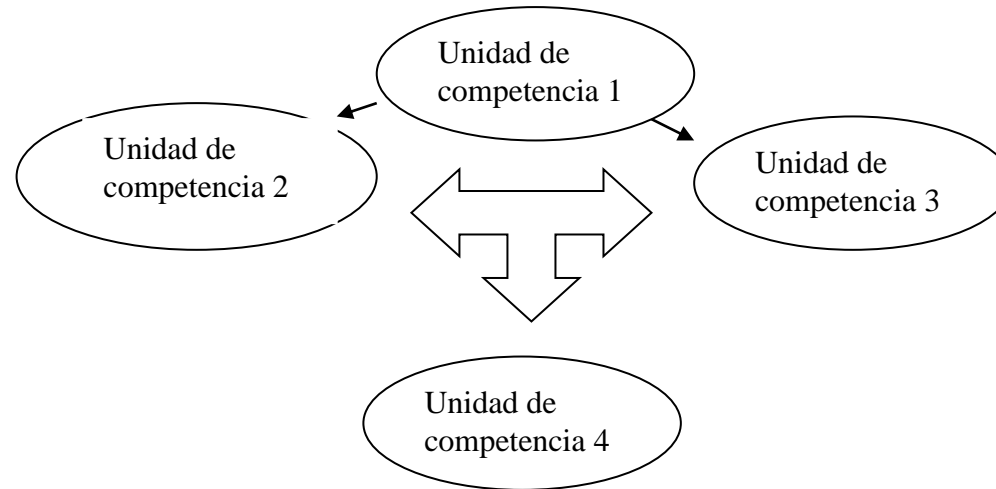 Unidad de
competencia 1
Unidad de
competencia 2
Unidad de
competencia 3
Unidad de
competencia 4